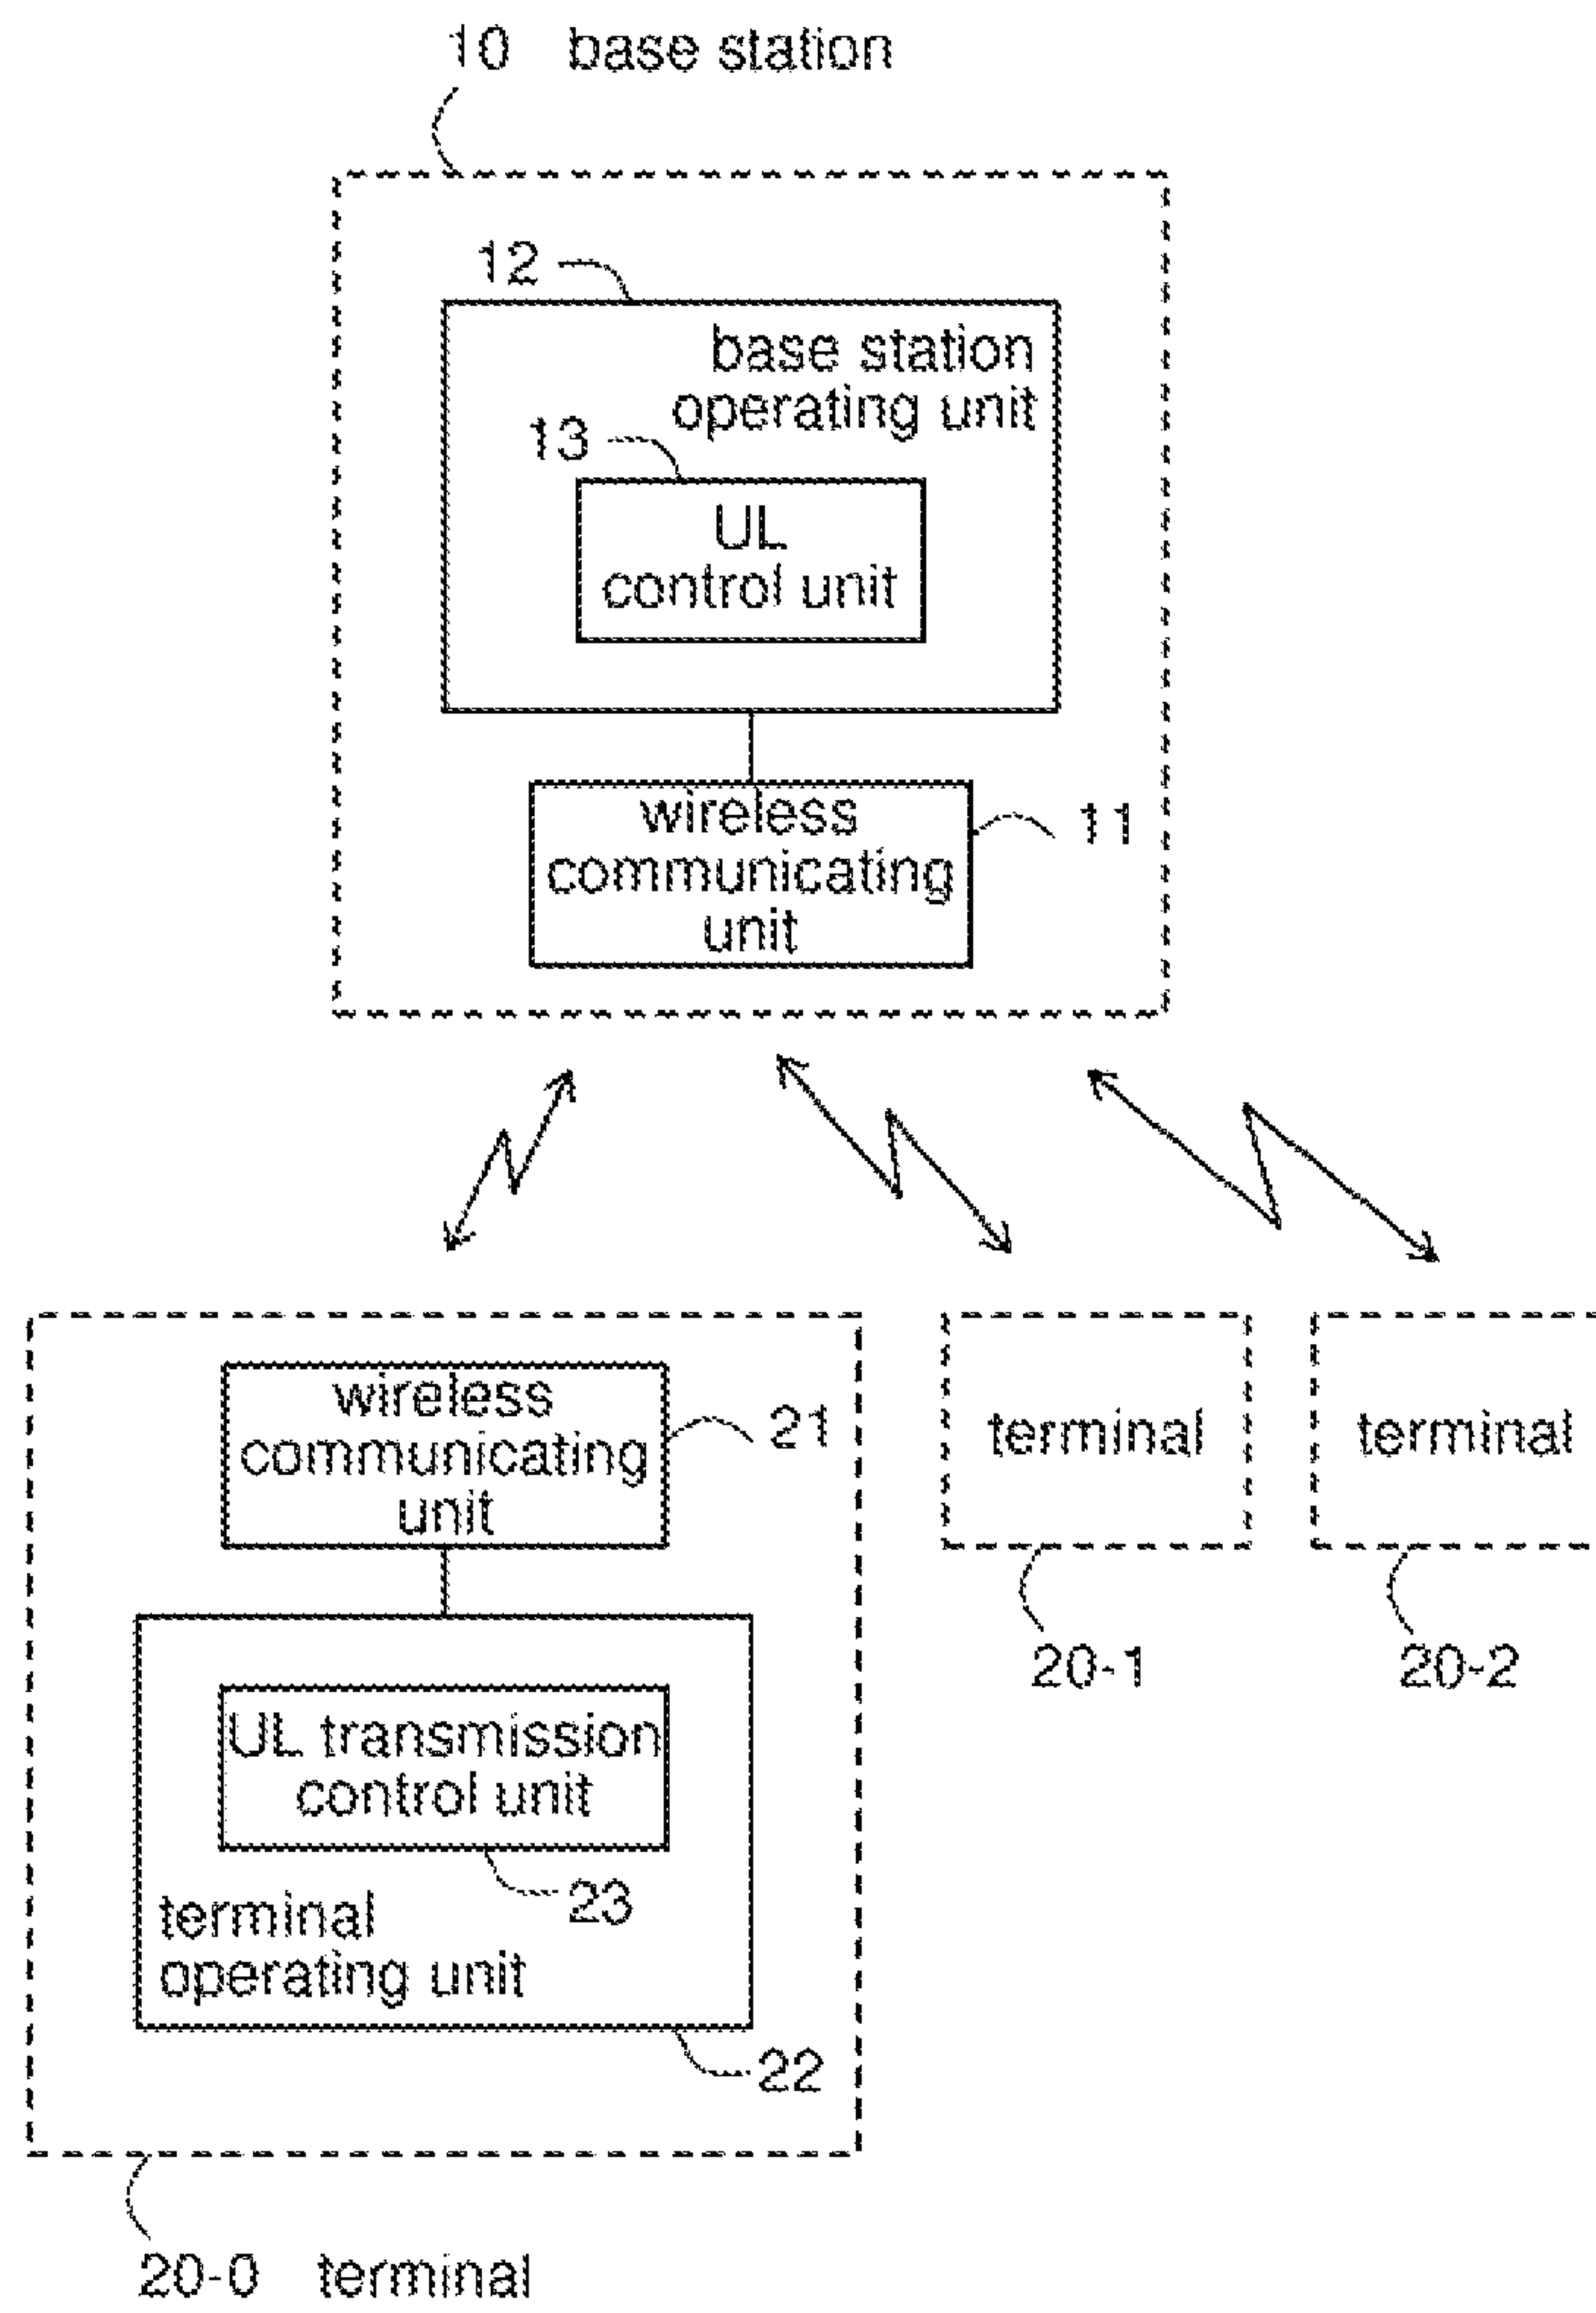 10 base station
12
base station
operating unit
13
UL
control unit
wireless
communicating
unit
11
wireless
communicating
unit
21
terminal
terminal
20-1
20-2
UL transmission
control unit
23
terminal
operating unit
22
20-0 terminal